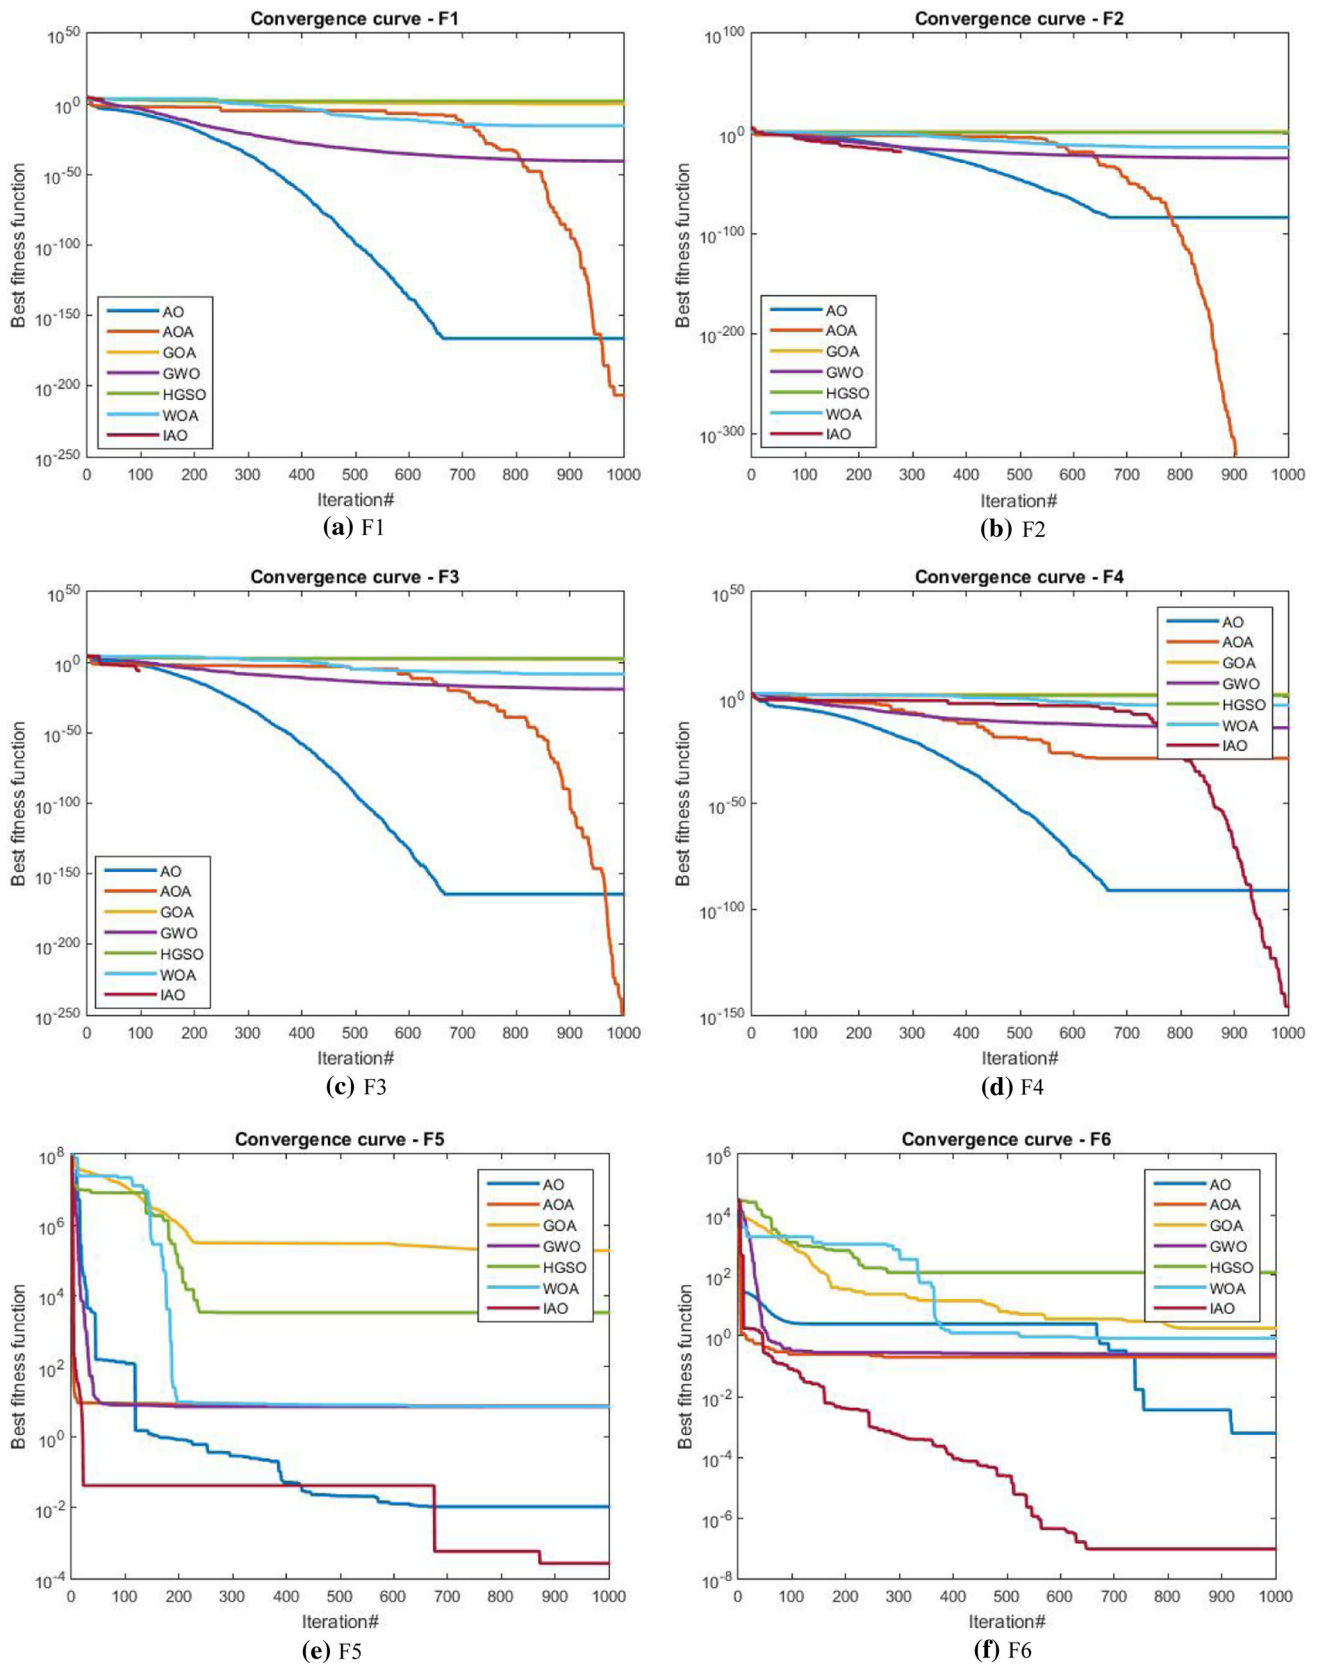 Convergence curve - F1
10^50
10^0
10^-50
10^-100
10^-150
10^-200
10^-250
Best fitness function
AO
AOA
GOA
GWO
HGSO
WOA
IAO
0 100 200 300 400 500 600 700 800 900 1000
Iteration#
(a) F1
Convergence curve - F2
10^100
10^0
10^-100
10^-200
10^-300
Best fitness function
AO
AOA
GOA
GWO
HGSO
WOA
IAO
0 100 200 300 400 500 600 700 800 900 1000
Iteration#
(b) F2
Convergence curve - F3
10^50
10^0
10^-50
10^-100
10^-150
10^-200
10^-250
Best fitness function
AO
AOA
GOA
GWO
HGSO
WOA
IAO
0 100 200 300 400 500 600 700 800 900 1000
Iteration#
(c) F3
Convergence curve - F4
10^50
10^0
10^-50
10^-100
10^-150
Best fitness function
AO
AOA
GOA
GWO
HGSO
WOA
IAO
0 100 200 300 400 500 600 700 800 900 1000
Iteration#
(d) F4
Convergence curve - F5
10^8
10^6
10^4
10^2
10^0
10^-2
10^-4
Best fitness function
AO
AOA
GOA
GWO
HGSO
WOA
IAO
0 100 200 300 400 500 600 700 800 900 1000
Iteration#
(e) F5
Convergence curve - F6
10^6
10^4
10^2
10^0
10^-2
10^-4
10^-6
10^-8
Best fitness function
AO
AOA
GOA
GWO
HGSO
WOA
IAO
0 100 200 300 400 500 600 700 800 900 1000
Iteration#
(f) F6